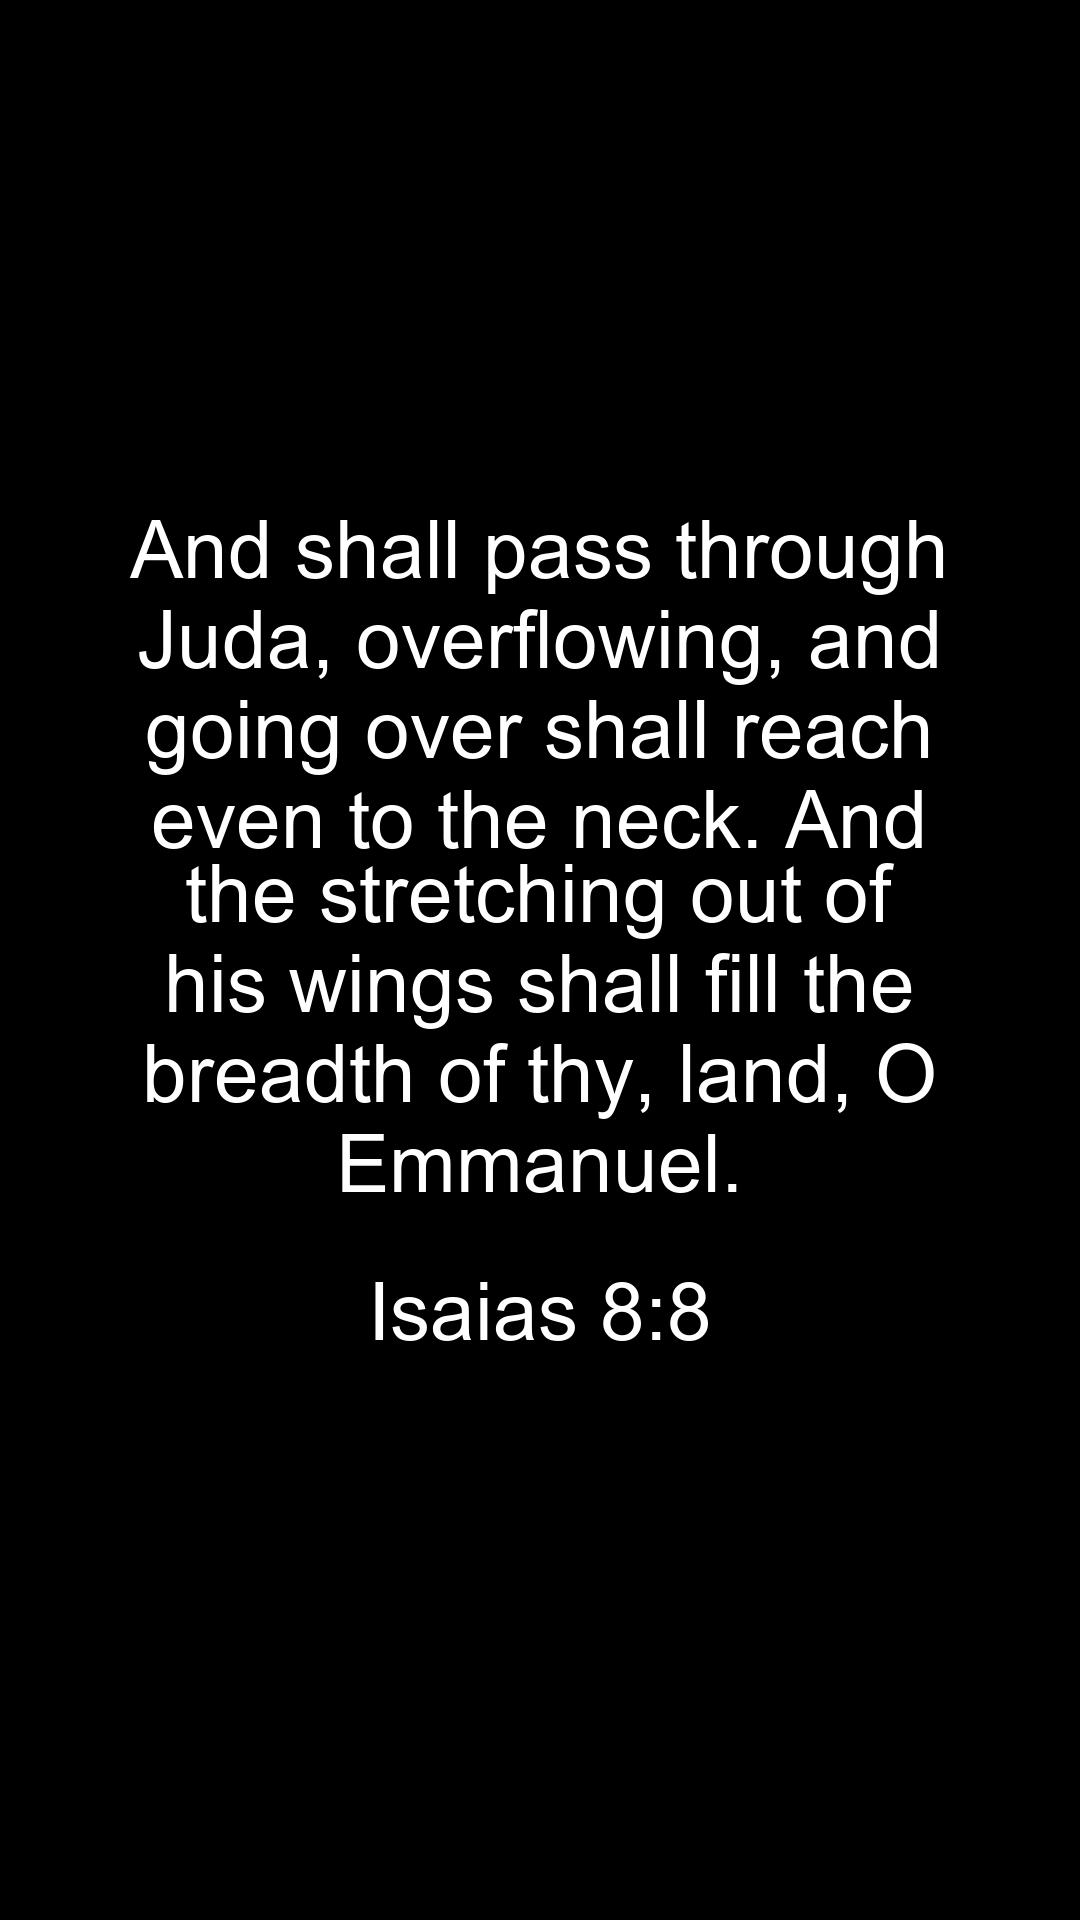 And shall pass through
Juda, overflowing, and
going over shall reach
even to the neck. And
the stretching out of
his wings shall fill the
breadth of thy, land, O
Emmanuel.
Isaias 8:8